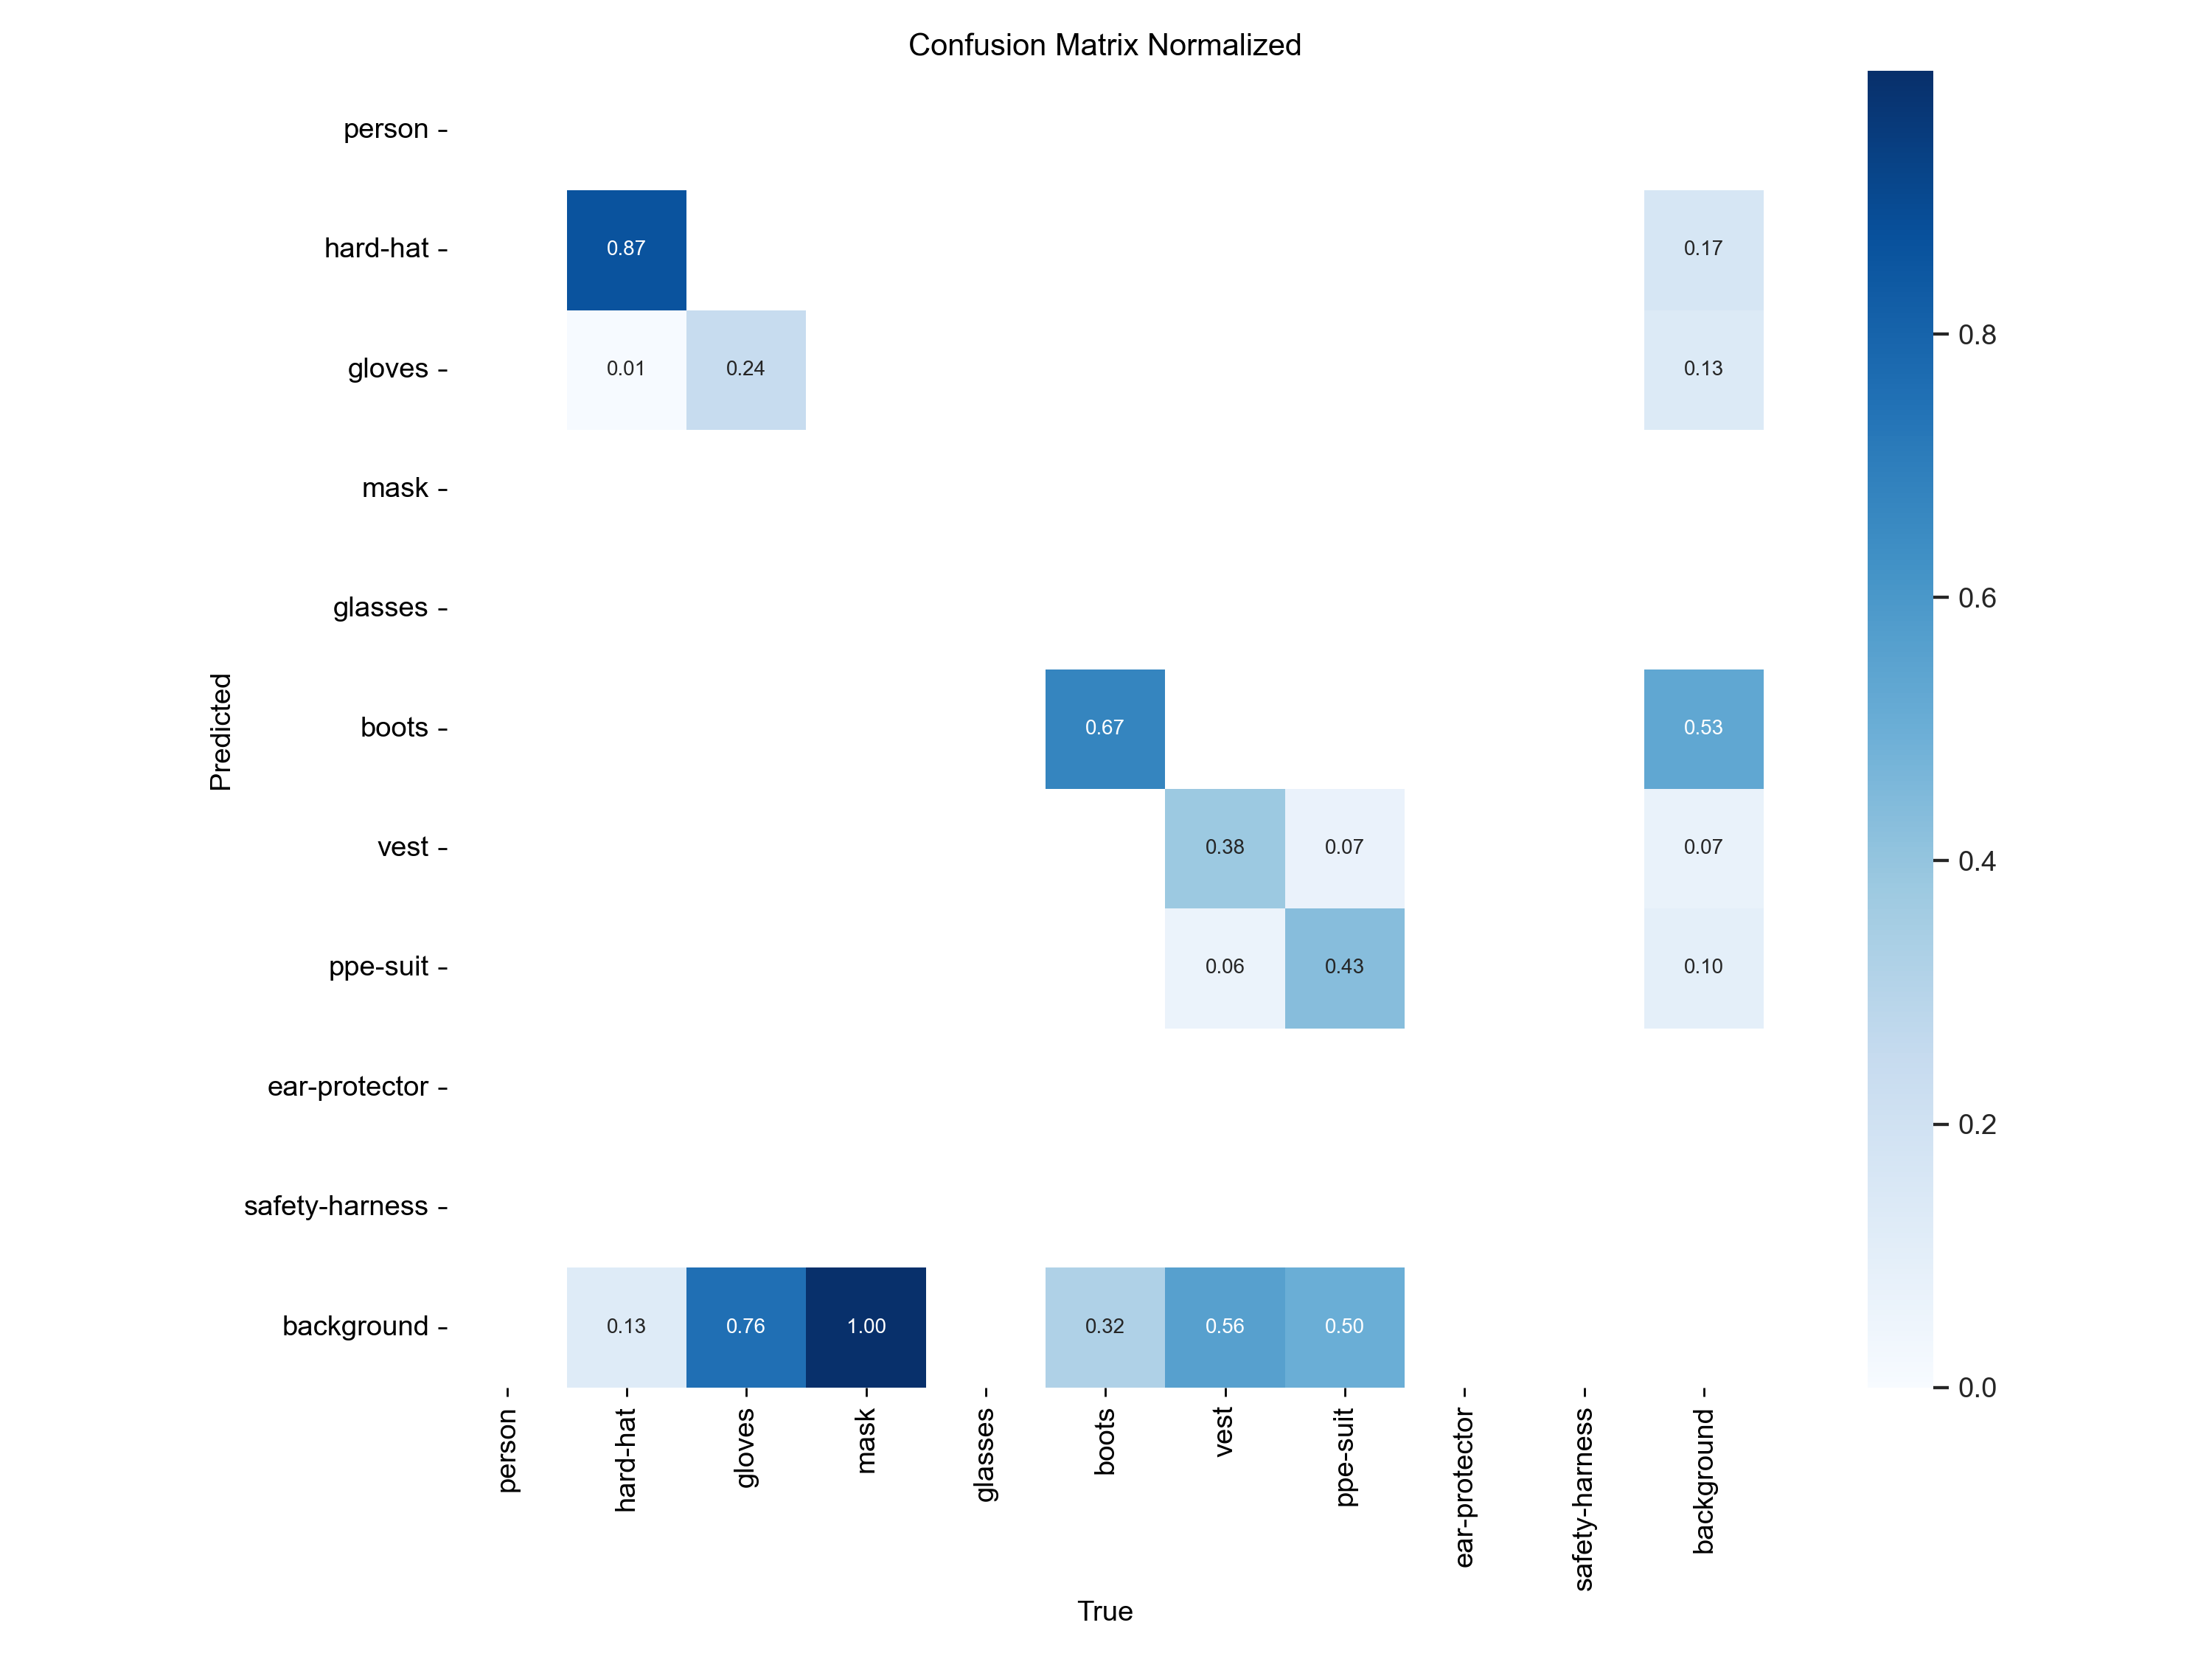 Confusion Matrix Normalized
person
hard-hat
0.87
0.17
gloves
0.01
0.24
0.13
mask
glasses
boots
0.67
0.53
vest
0.38
0.07
0.07
ppe-suit
0.06
0.43
0.10
ear-protector
safety-harness
background
0.13
0.76
1.00
0.32
0.56
0.50
Predicted
person
hard-hat
gloves
mask
glasses
boots
vest
ppe-suit
ear-protector
safety-harness
background
True
0.8
0.6
0.4
0.2
0.0